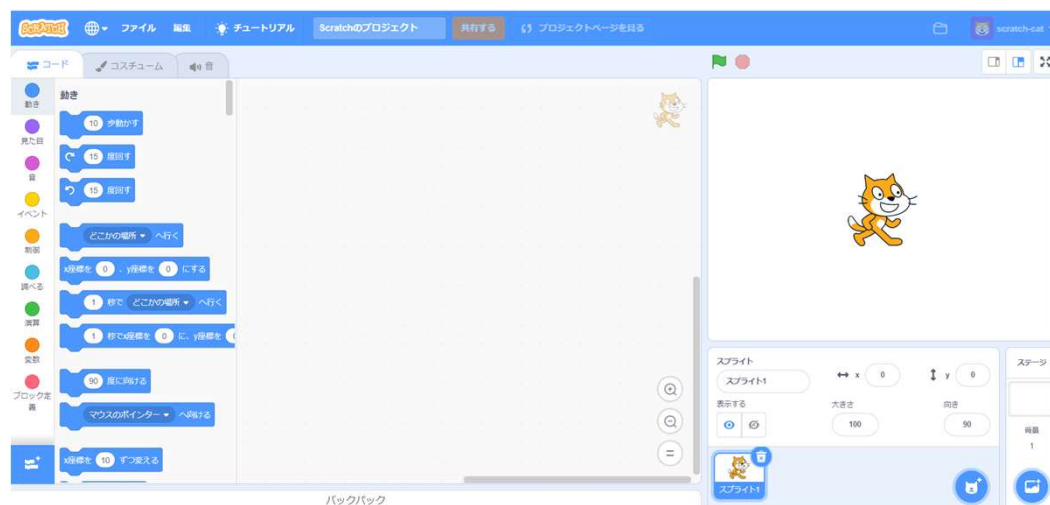 SCRATCH ファイル 編集 チュートリアル Scratchのプロジェクト 共有する プロジェクトページを見る scratch-cat
コード コスチューム 音
動き
見た目
音
イベント
制御
調べる
演算
変数
ブロック定
義
動き
10 歩動かす
15 度回す
15 度回す
どこかの場所 へ行く
x座標を 0 、y座標を 0 にする
1 秒で どこかの場所 へ行く
1 秒でx座標を 0 に、y座標を
90 度に向ける
マウスのポインター へ向ける
x座標を 10 ずつ変える
バックパック
スプライト
スプライト1 x 0 y 0
表示する 大きさ 向き
100 90
スプライト1
ステージ
背景
1